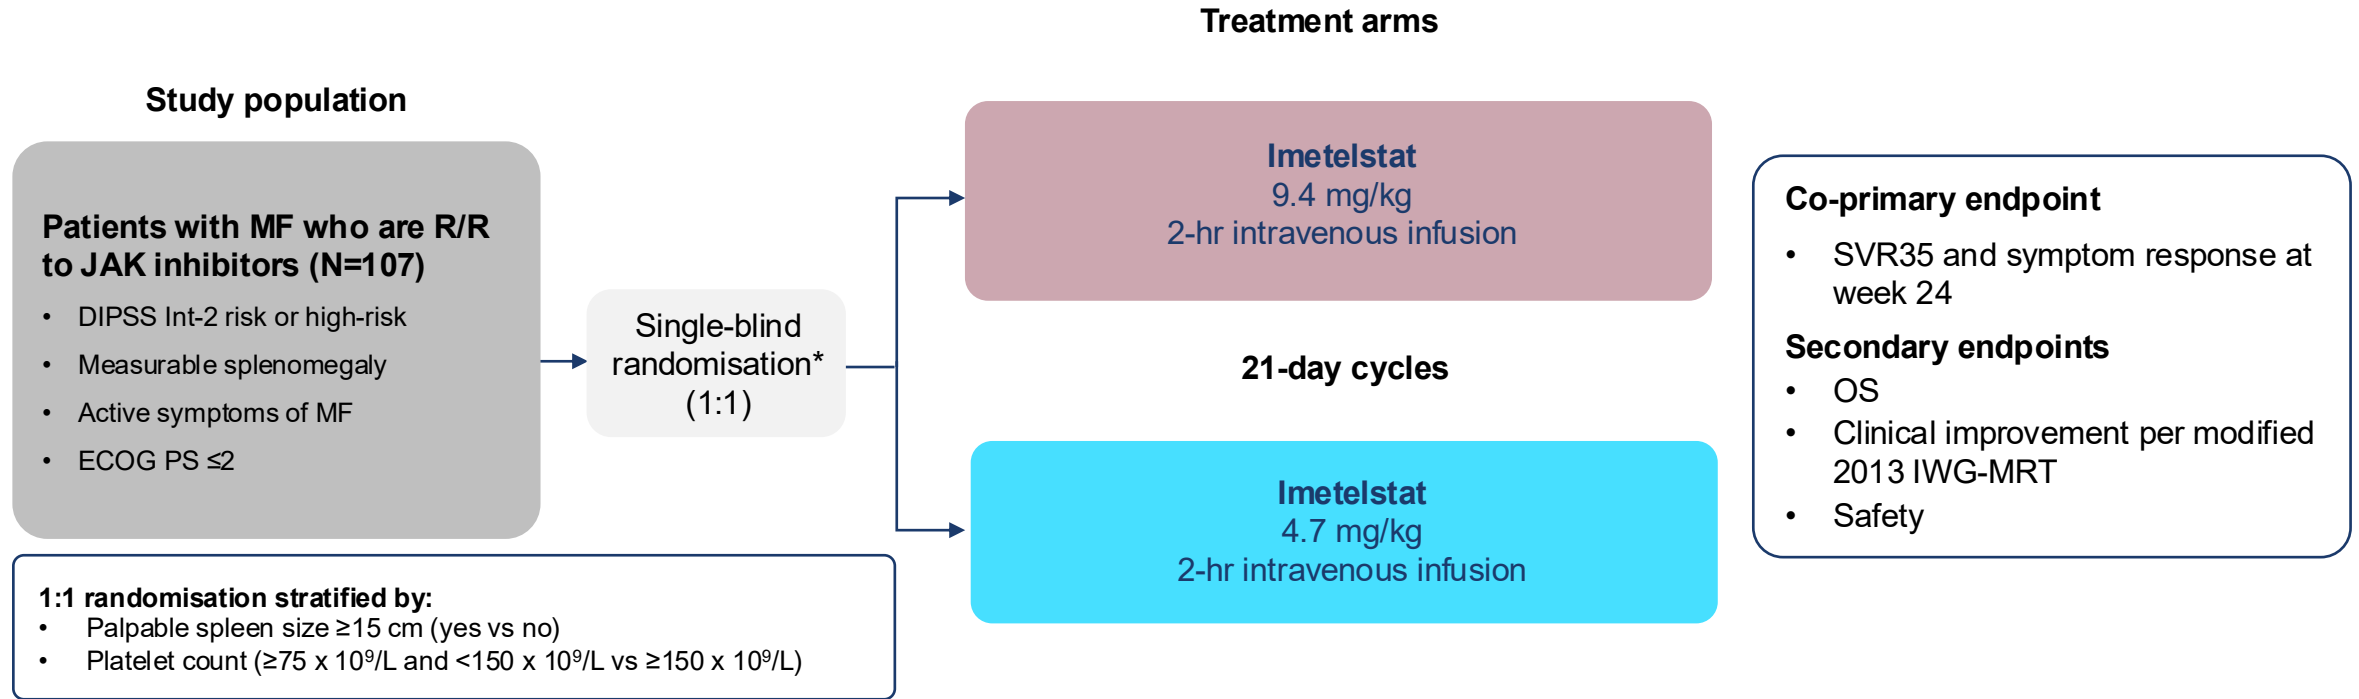 Treatment arms
Study population
Patients with MF who are R/R
to JAK inhibitors (N=107)
• DIPSS Int-2 risk or high-risk
• Measurable splenomegaly
• Active symptoms of MF
• ECOG PS ≤2
1:1 randomisation stratified by:
• Palpable spleen size ≥15 cm (yes vs no)
• Platelet count (≥75 x 10⁹/L and <150 x 10⁹/L vs ≥150 x 10⁹/L)
Single-blind
randomisation*
(1:1)
Imetelstat
9.4 mg/kg
2-hr intravenous infusion
21-day cycles
Imetelstat
4.7 mg/kg
2-hr intravenous infusion
Co-primary endpoint
• SVR35 and symptom response at
week 24
Secondary endpoints
• OS
• Clinical improvement per modified
2013 IWG-MRT
• Safety